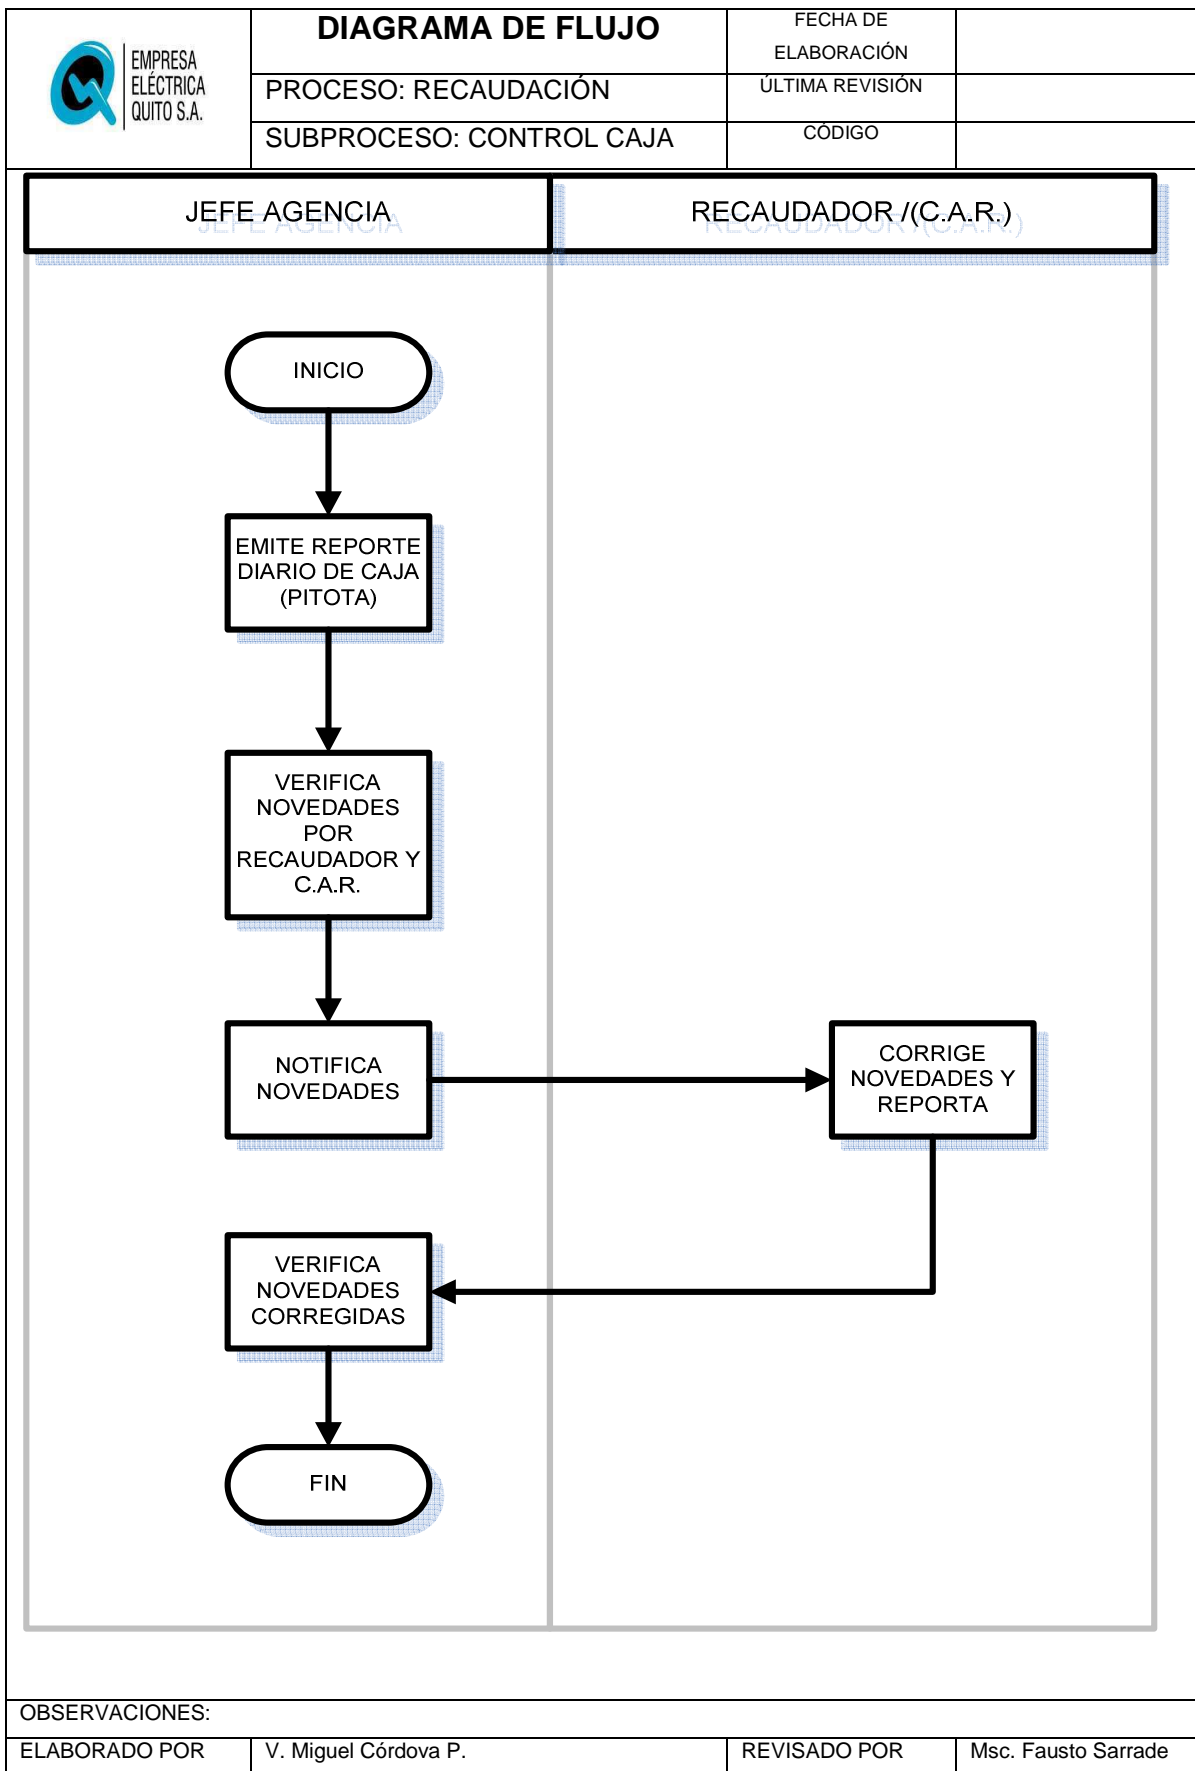 EMPRESA
ELÉCTRICA
QUITO S.A.
DIAGRAMA DE FLUJO
FECHA DE
ELABORACIÓN
PROCESO: RECAUDACIÓN
ÚLTIMA REVISIÓN
SUBPROCESO: CONTROL CAJA
CÓDIGO
JEFE AGENCIA
RECAUDADOR /(C.A.R.)
INICIO
EMITE REPORTE
DIARIO DE CAJA
(PITOTA)
VERIFICA
NOVEDADES
POR
RECAUDADOR Y
C.A.R.
NOTIFICA
NOVEDADES
CORRIGE
NOVEDADES Y
REPORTA
VERIFICA
NOVEDADES
CORREGIDAS
FIN
OBSERVACIONES:
ELABORADO POR
V. Miguel Córdova P.
REVISADO POR
Msc. Fausto Sarrade